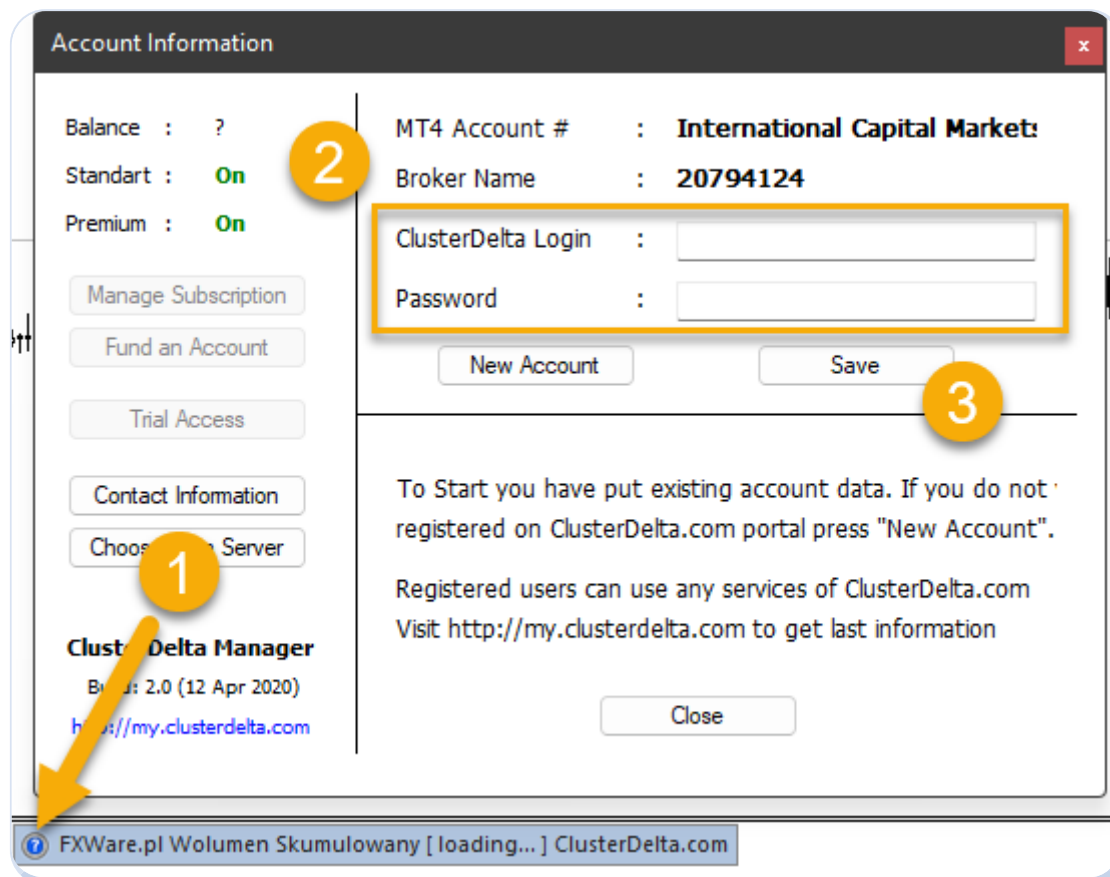 Account Information
x
Balance : ?
Standart : On
Premium : On
2
Manage Subscription
Fund an Account
Trial Access
Contact Information
Server
1
Manager
2.0 (12 Apr 2020)
//my.clusterdelta.com
MT4 Account # : International Capital Markets
Broker Name : 20794124
ClusterDelta Login :
Password :
New Account
Save
3
To Start you have put existing account data. If you do not
registered on ClusterDelta.com portal press "New Account".
Registered users can use any services of ClusterDelta.com
Visit http://my.clusterdelta.com to get last information
Close
FXWare.pl Wolumen Skumulowany [ loading... ] ClusterDelta.com